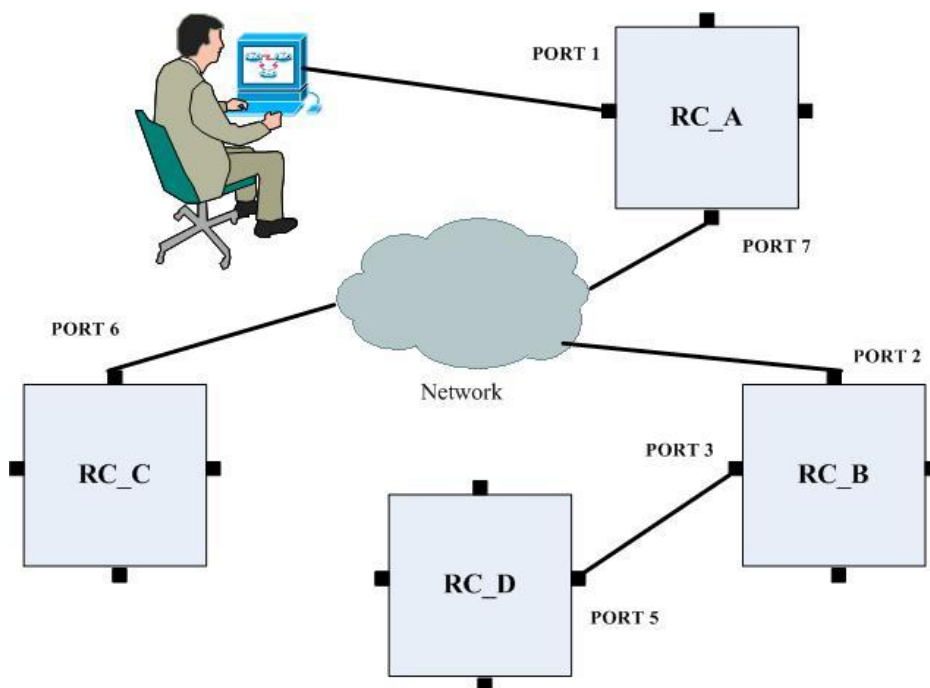 PORT 1
RC_A
PORT 7
PORT 6
Network
PORT 2
RC_C
PORT 3
RC_B
RC_D
PORT 5